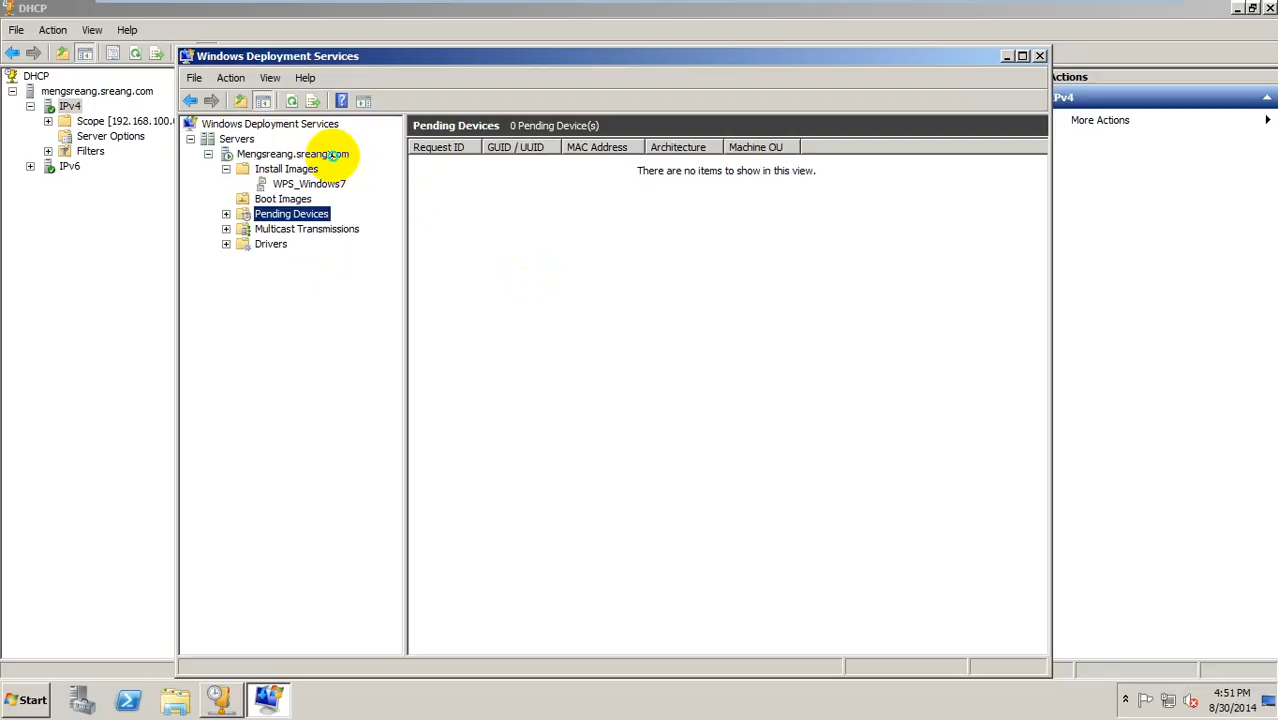 DHCP
File Action View Help
DHCP
mengsreang.sreang.com
IPv4
Scope [192.168.100.
Server Options
Filters
IPv6
Windows Deployment Services
File Action View Help
Windows Deployment Services
Servers
Mengsreang.sreang.com
Install Images
WPS_Windows7
Boot Images
Pending Devices
Multicast Transmissions
Drivers
Pending Devices 0 Pending Device(s)
Request ID GUID / UUID MAC Address Architecture Machine OU
There are no items to show in this view.
Actions
IPv4
More Actions
Start
4:51 PM
8/30/2014